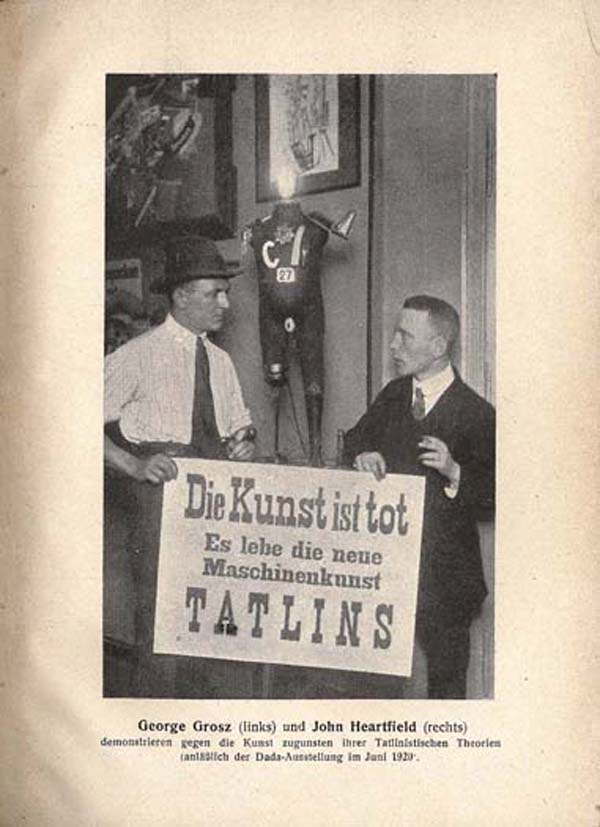 C 1
27
Die Kunst ist tot
Es lebe die neue
Maschinenkunst
TATLINS
George Grosz (links) und John Heartfield (rechts)
demonstrieren gegen die Kunst zugunsten ihrer Tatlinistischen Theorien
(anläßlich der Dada-Ausstellung im Juni 1920).